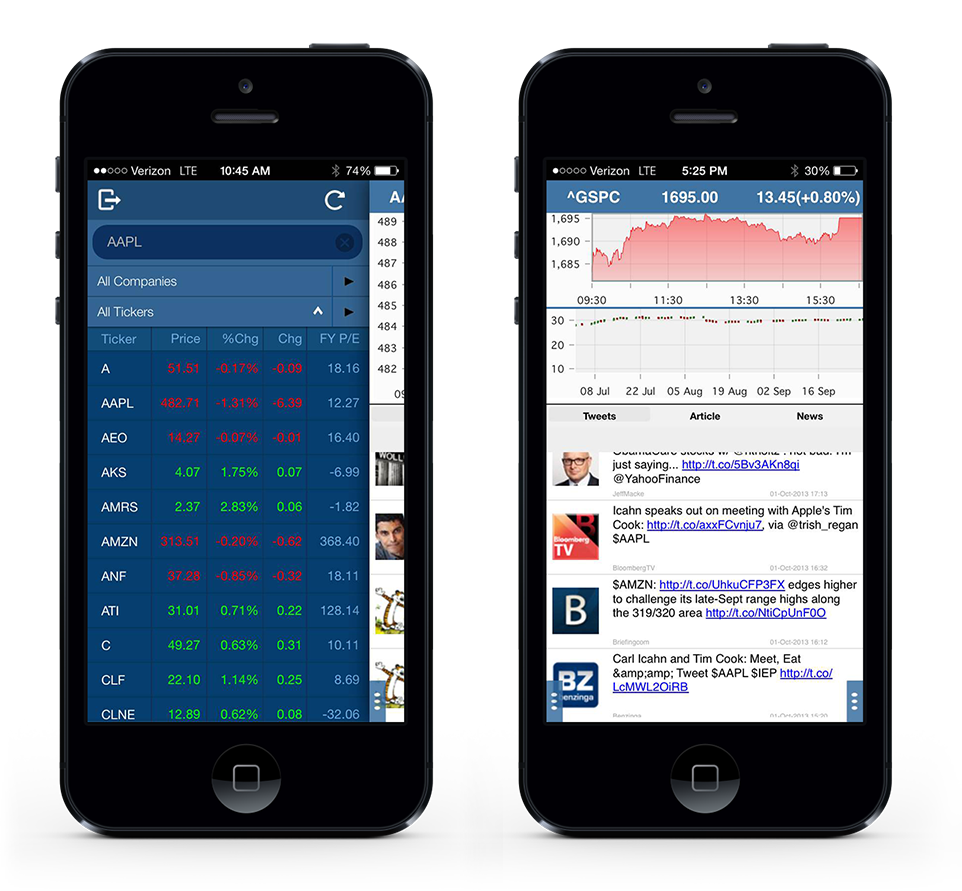 Verizon LTE 10:45 AM 74%
AAPL
All Companies
All Tickers
Ticker Price %Chg Chg FY P/E
A 51.51 -0.17% -0.09 18.16
AAPL 482.71 -1.31% -6.39 12.27
AEO 14.27 -0.07% -0.01 16.40
AKS 4.07 1.75% 0.07 -6.99
AMRS 2.37 2.83% 0.06 -1.82
AMZN 313.51 -0.20% -0.62 368.40
ANF 37.28 -0.85% -0.32 18.11
ATI 31.01 0.71% 0.22 128.14
C 49.27 0.63% 0.31 10.11
CLF 22.10 1.14% 0.25 8.69
CLNE 12.89 0.62% 0.08 -32.06
489
488
487
486
485
484
483
482
Verizon LTE 5:25 PM 30%
^GSPC 1695.00 13.45(+0.80%)
1,695
1,690
1,685
09:30 11:30 13:30 15:30
30
20
10
08 Jul 22 Jul 05 Aug 19 Aug 02 Sep 16 Sep
Tweets Article News
just saying... http://t.co/5Bv3AKn8qi
@YahooFinance
JeffMacke 01-Oct-2013 17:13
Icahn speaks out on meeting with Apple's Tim
Cook: http://t.co/axxFCvnju7, via @trish_regan
$AAPL
Bloomberg
TV
BloombergTV 01-Oct-2013 16:32
$AMZN: http://t.co/UhkuCFP3FX edges higher
to challenge its late-Sept range highs along
the 319/320 area http://t.co/NtiCpUnF0O
B
Briefingcom 01-Oct-2013 16:12
Carl Icahn and Tim Cook: Meet, Eat
&amp;amp; Tweet $AAPL $IEP http://t.co/
LcMWL2OiRB
BZ
benzinga
Benzinga 01-Oct-2013 15:20